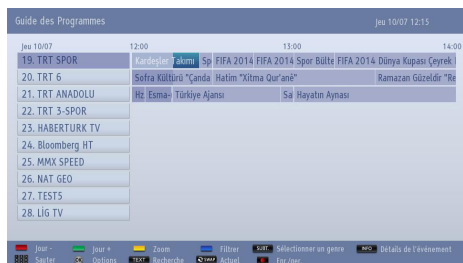 Guide des Programmes
Jeu 10/07 12:15
Jeu 10/07 12:00 13:00 14:00
19. TRT SPOR Kardeşler Takımı Sp FIFA 2014 FIFA 2014 Spor Bülte FIFA 2014 Dünya Kupası Çeyrek
20. TRT 6 Sofra Kültürü "Çanda Hatim "Xitma Qur'anê" Ramazan Güzeldir "Re
21. TRT ANADOLU Hz Esma- Türkiye Ajansı Sa Hayatın Aynası
22. TRT 3-SPOR
23. HABERTURK TV
24. Bloomberg HT
25. MMX SPEED
26. NAT GEO
27. TEST5
28. LİG TV
Jour - Jour + Zoom Filtrer SUBT. Sélectionner un genre INFO Détails de l'événement
Sauter OK Options TEXT Recherche SWAP Actuel Enr./Sélec